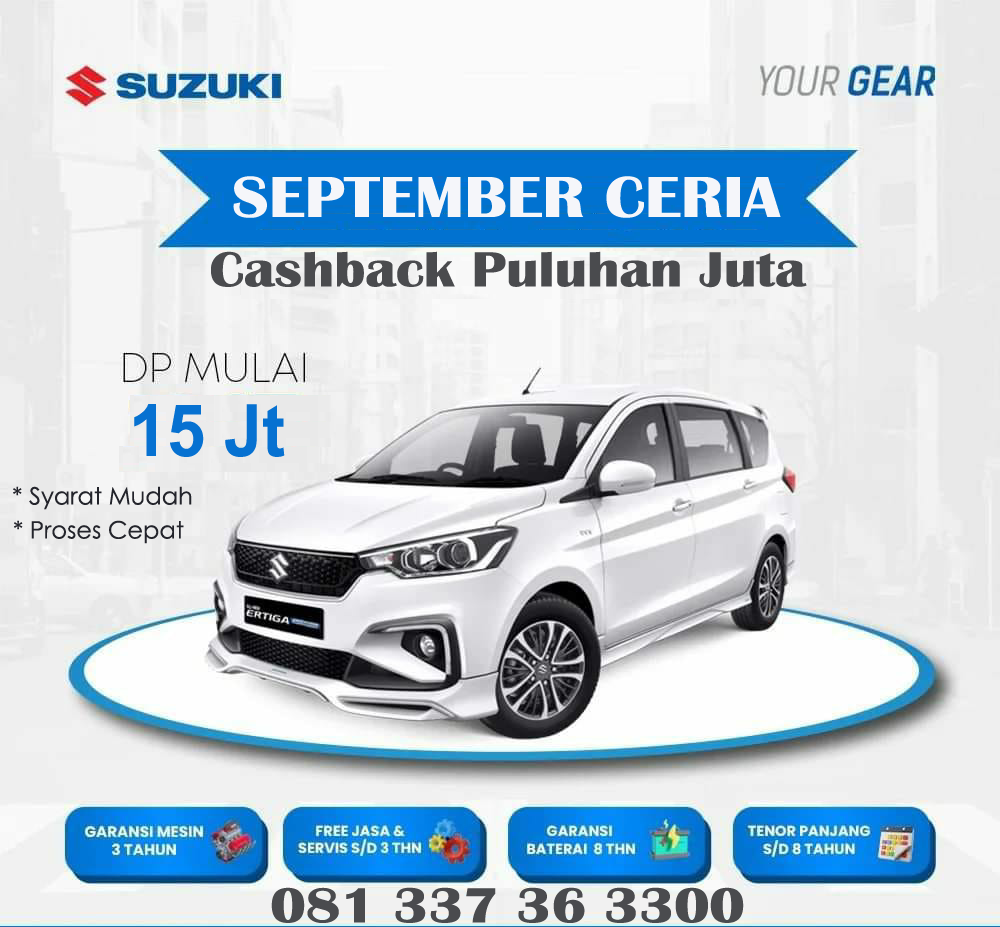 SUZUKI
YOUR GEAR
SEPTEMBER CERIA
Cashback Puluhan Juta
DP MULAI
15 Jt
* Syarat Mudah
* Proses Cepat
ERTIGA
GARANSI MESIN
3 TAHUN
FREE JASA &
SERVIS S/D 3 THN
GARANSI
BATERAI 8 THN
TENOR PANJANG
S/D 8 TAHUN
081 337 36 3300